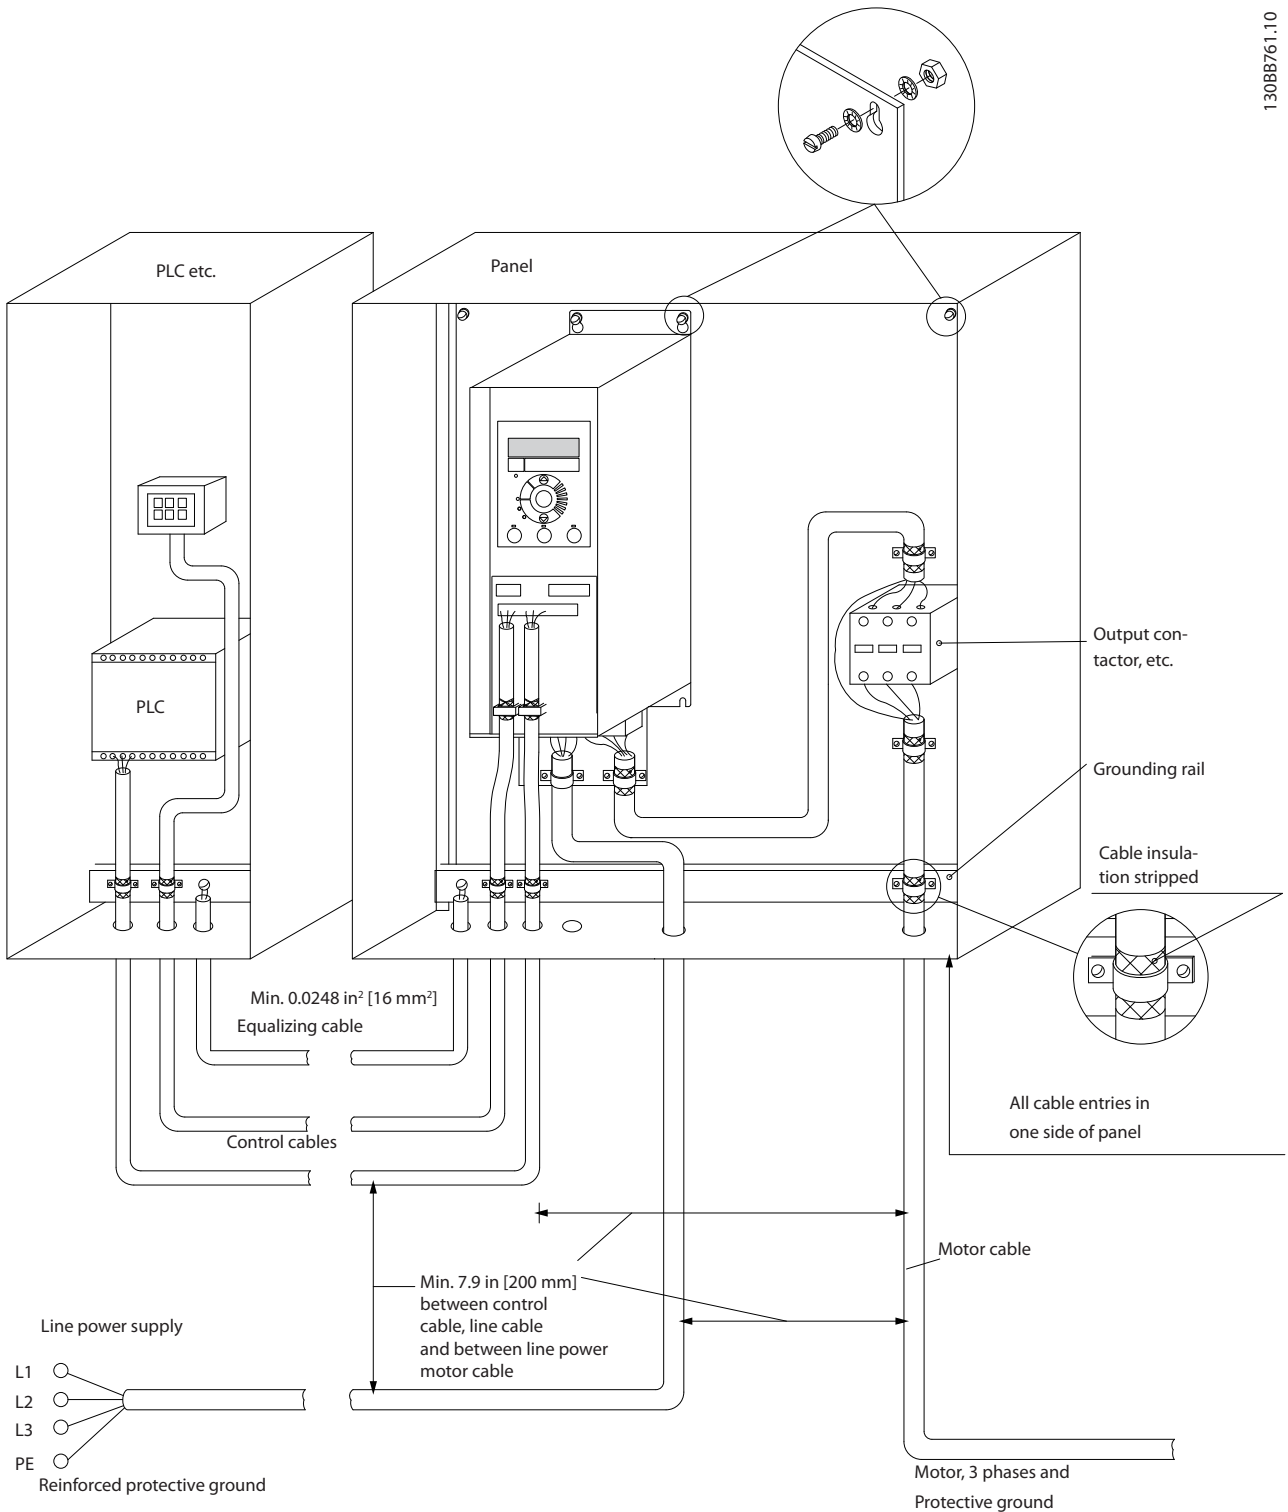 130BB761.10
PLC etc.
Panel
Output con-
tactor, etc.
PLC
Grounding rail
Cable insula-
tion stripped
Min. 0.0248 in² [16 mm²]
Equalizing cable
All cable entries in
one side of panel
Control cables
Motor cable
Min. 7.9 in [200 mm]
between control
cable, line cable
and between line power
motor cable
Line power supply
L1
L2
L3
PE
Reinforced protective ground
Motor, 3 phases and
Protective ground